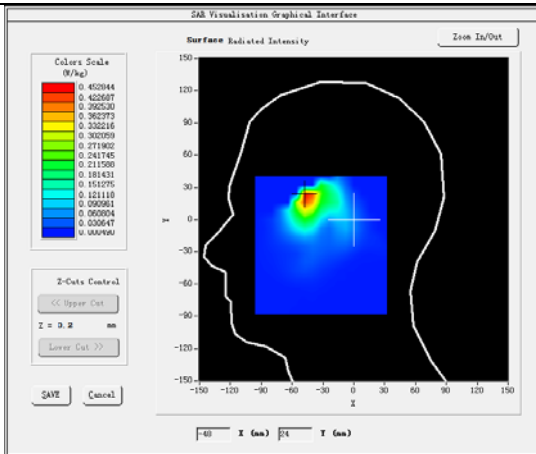 SAR Visualisation Graphical Interface
Surface Radiated Intensity
Zoom In/Out
Colors Scale
(W/kg)
0.452844
0.422687
0.392530
0.362373
0.332216
0.302059
0.271902
0.241745
0.211588
0.181431
0.151275
0.121118
0.090961
0.060804
0.030647
0.000490
150
120
90
60
30
0
-30
-60
-90
-120
-150
Y
-150 -120 -90 -60 -30 0 30 60 90 120 150
X
Z-Cuts Control
<< Upper Cut
Z = 3.2 mm
Lower Cut >>
SAVE Cancel
-48 X (mm) 24 Y (mm)